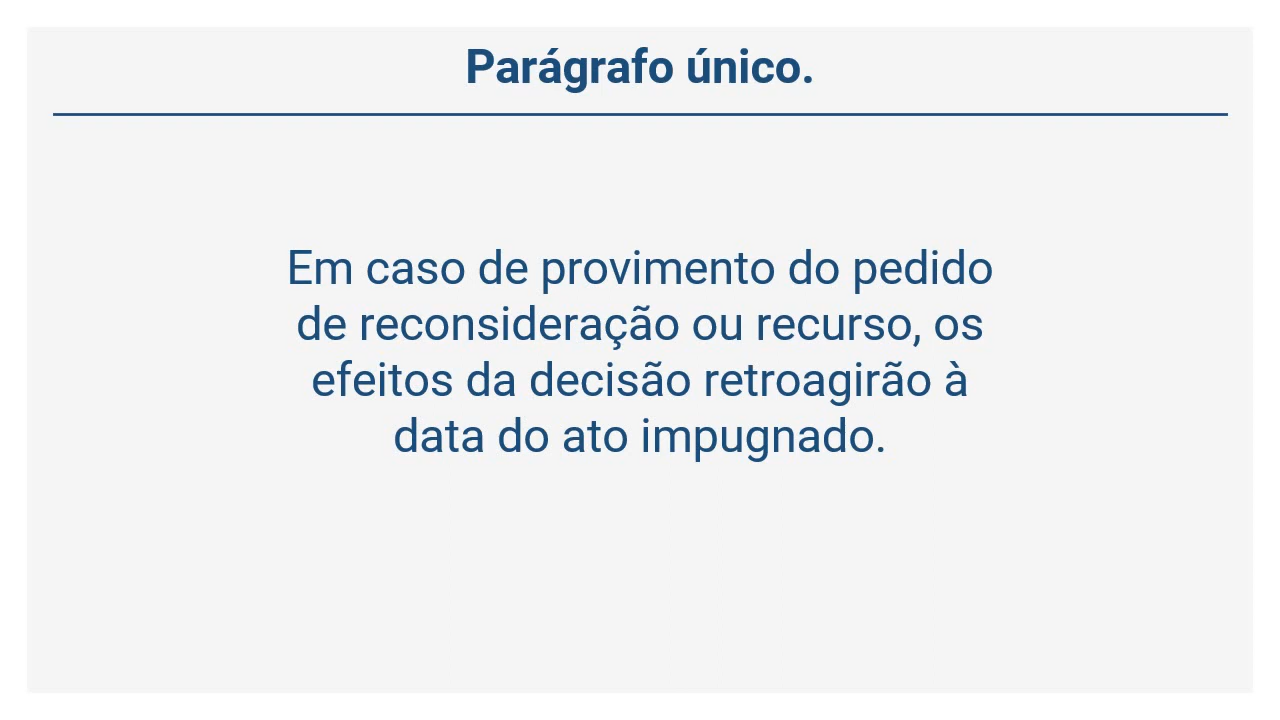 Parágrafo único.
Em caso de provimento do pedido
de reconsideração ou recurso, os
efeitos da decisão retroagirão à
data do ato impugnado.